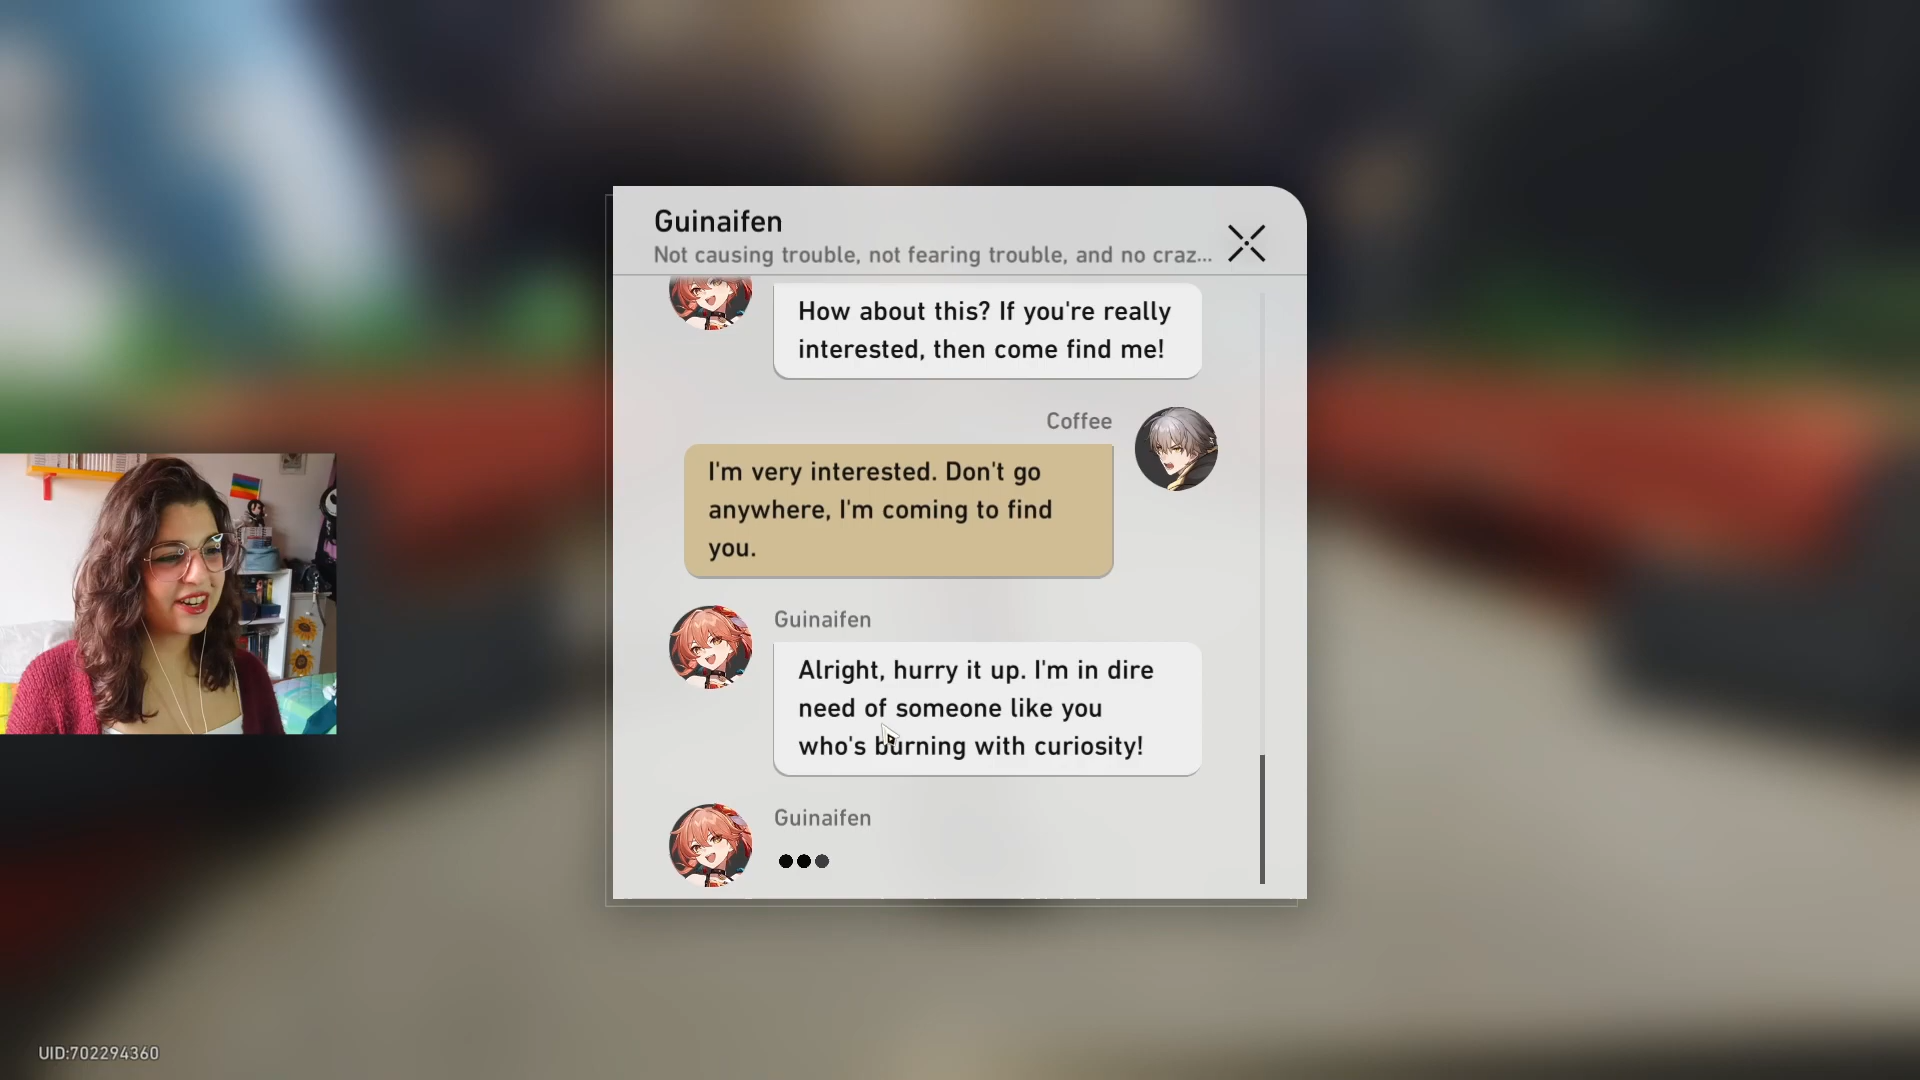 Guinaifen
Not causing trouble, not fearing trouble, and no craz...
How about this? If you're really
interested, then come find me!
Coffee
I'm very interested. Don't go
anywhere, I'm coming to find
you.
Guinaifen
Alright, hurry it up. I'm in dire
need of someone like you
who's burning with curiosity!
Guinaifen
UID:702294360